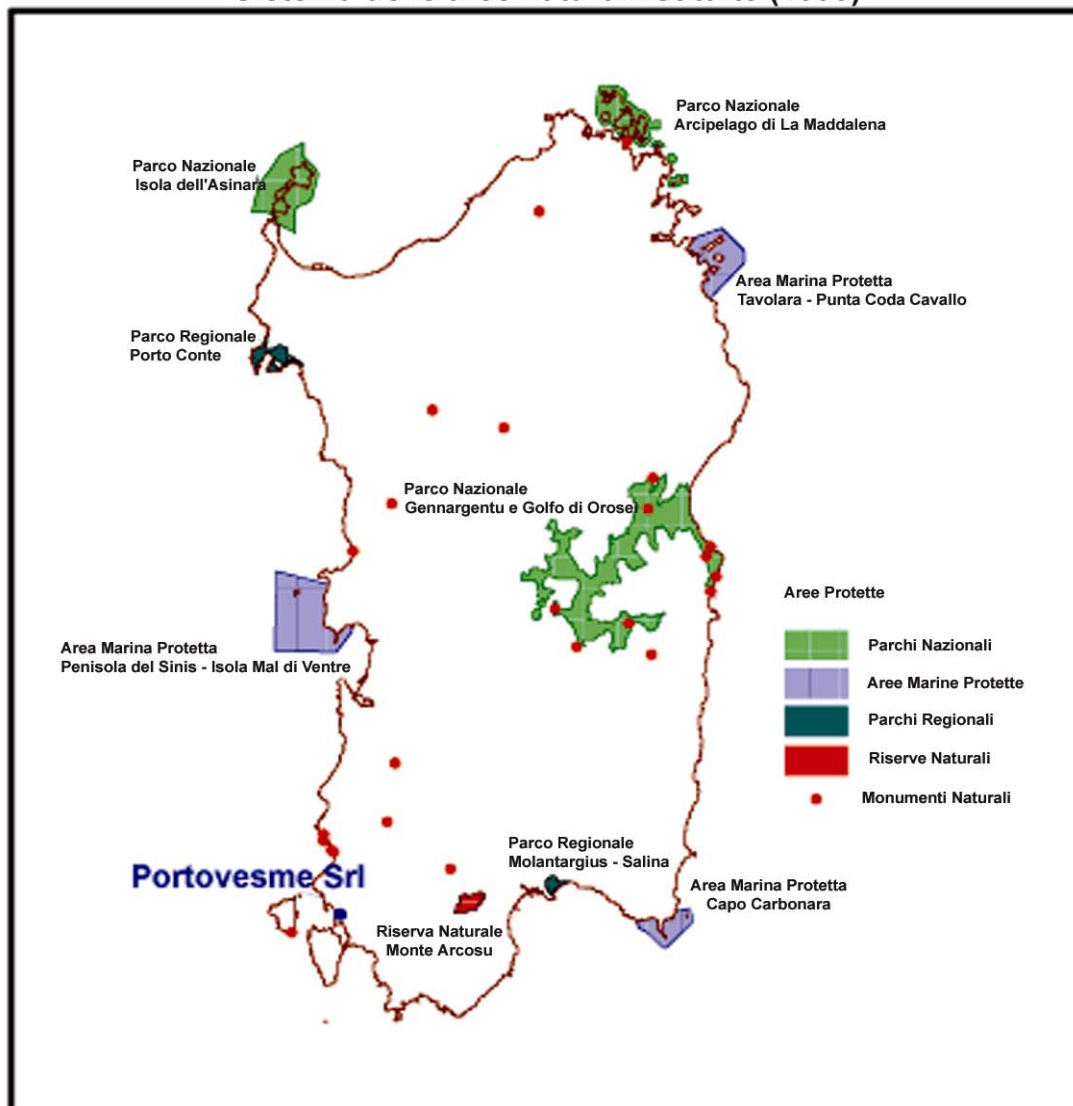 Parco Nazionale
Arcipelago di La Maddalena
Parco Nazionale
Isola dell'Asinara
Area Marina Protetta
Tavolara - Punta Coda Cavallo
Parco Regionale
Porto Conte
Parco Nazionale
Gennargentu e Golfo di Orosei
Aree Protette
Parchi Nazionali
Aree Marine Protette
Parchi Regionali
Riserve Naturali
Monumenti Naturali
Area Marina Protetta
Penisola del Sinis - Isola Mal di Ventre
Parco Regionale
Molantargius - Salina
Portovesme Srl
Area Marina Protetta
Capo Carbonara
Riserva Naturale
Monte Arcosu